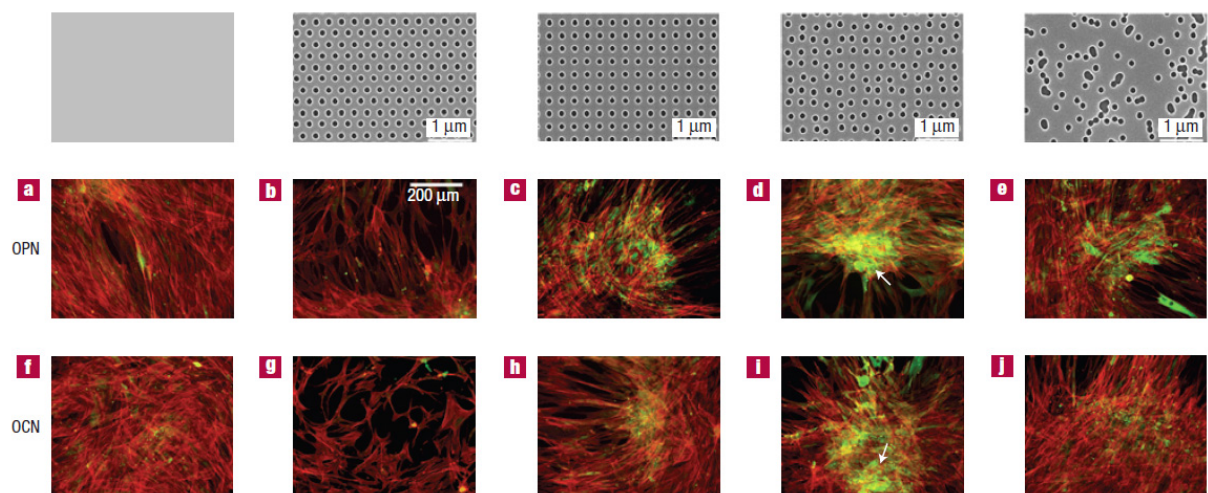 1 μm 1 μm 1 μm 1 μm
a b 200 μm c d e
OPN
f g h i j
OCN